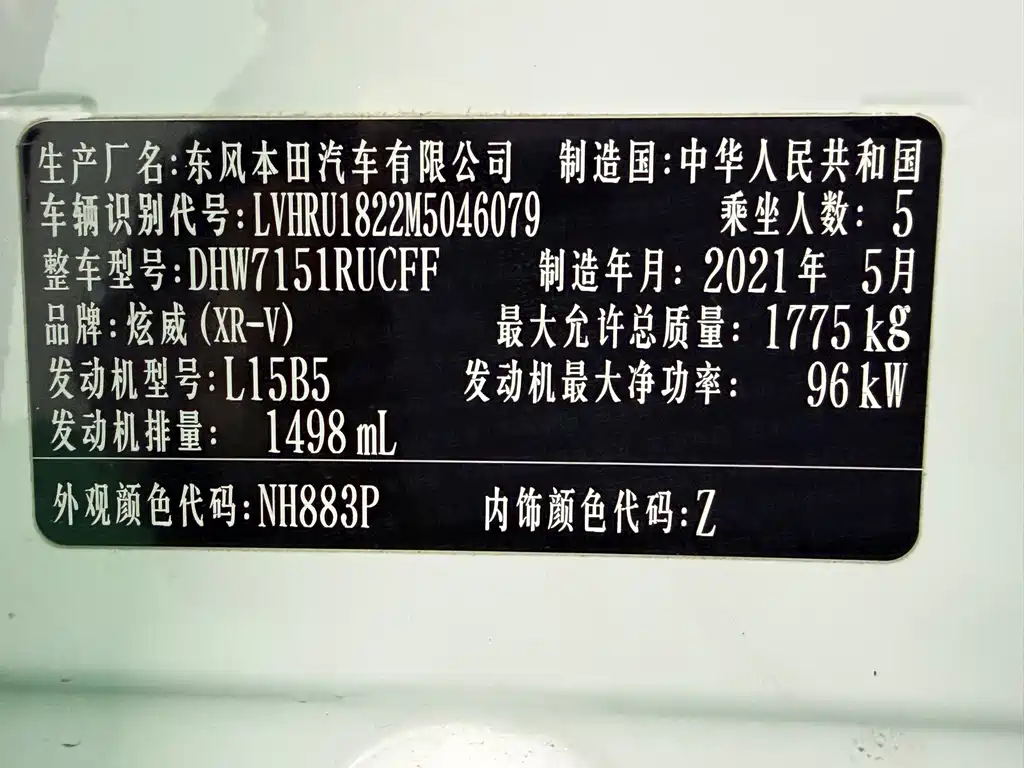 生产厂名:东风本田汽车有限公司 制造国:中华人民共和国
车辆识别代号:LVHRU1822M5046079 乘坐人数: 5
整车型号:DHW7151RUCFF 制造年月: 2021年 5月
品牌:炫威(XR-V) 最大允许总质量: 1775 kg
发动机型号:L15B5 发动机最大净功率: 96 kW
发动机排量: 1498 mL
外观颜色代码:NH883P 内饰颜色代码:Z